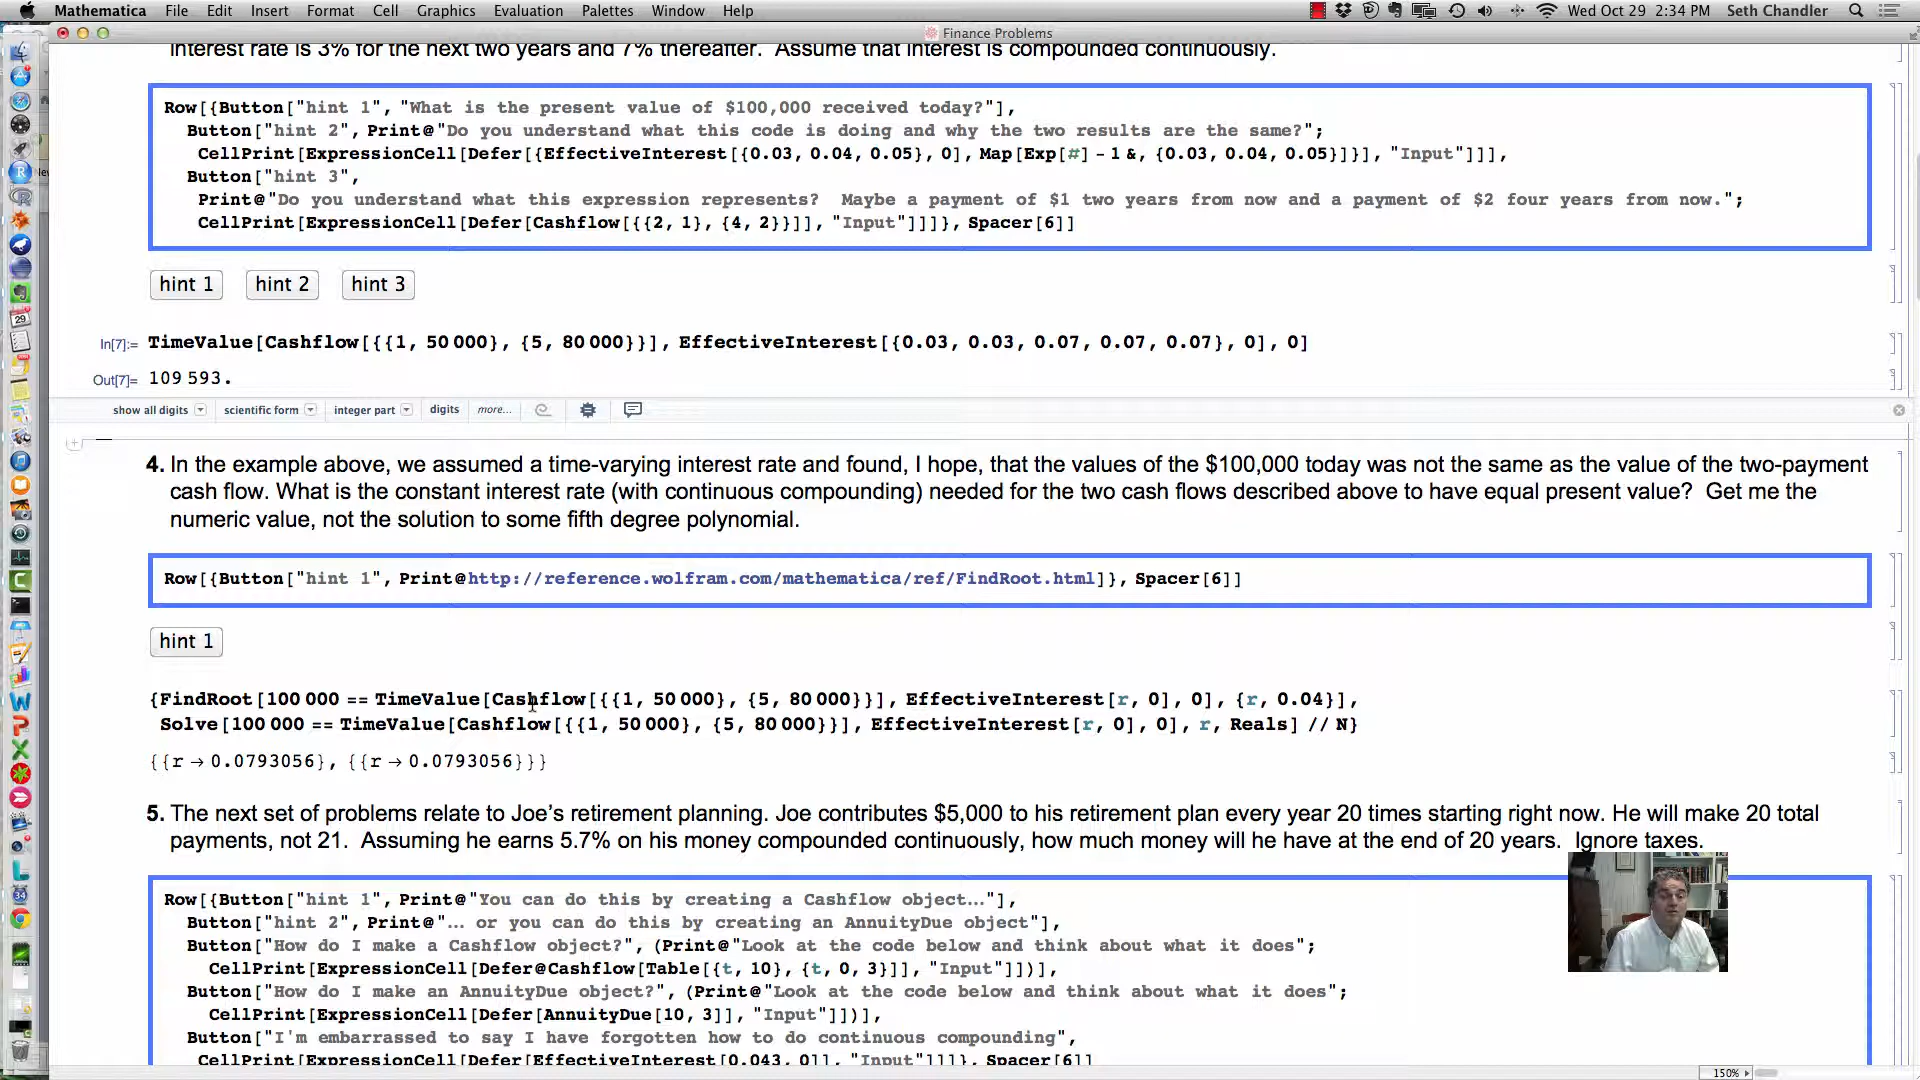 Mathematica File Edit Insert Format Cell Graphics Evaluation Palettes Window Help Wed Oct 29 2:34 PM Seth Chandler
Finance Problems
interest rate is 3% for the next two years and 7% thereafter. Assume that interest is compounded continuously.
Row[{Button["hint 1", "What is the present value of $100,000 received today?"],
Button["hint 2", Print@"Do you understand what this code is doing and why the two results are the same?";
CellPrint[ExpressionCell[Defer[{EffectiveInterest[{0.03, 0.04, 0.05}, 0], Map[Exp[#] - 1 &, {0.03, 0.04, 0.05}]}], "Input"]]],
Button["hint 3",
Print@"Do you understand what this expression represents? Maybe a payment of $1 two years from now and a payment of $2 four years from now.";
CellPrint[ExpressionCell[Defer[Cashflow[{{2, 1}, {4, 2}}]], "Input"]]]}, Spacer[6]]
hint 1 hint 2 hint 3
In[7]:= TimeValue[Cashflow[{{1, 50 000}, {5, 80 000}}], EffectiveInterest[{0.03, 0.03, 0.07, 0.07, 0.07}, 0], 0]
Out[7]= 109 593.
show all digits scientific form integer part digits more...
4. In the example above, we assumed a time-varying interest rate and found, I hope, that the values of the $100,000 today was not the same as the value of the two-payment
cash flow. What is the constant interest rate (with continuous compounding) needed for the two cash flows described above to have equal present value? Get me the
numeric value, not the solution to some fifth degree polynomial.
Row[{Button["hint 1", Print@http://reference.wolfram.com/mathematica/ref/FindRoot.html]}, Spacer[6]]
hint 1
{FindRoot[100 000 == TimeValue[Cashflow[{{1, 50 000}, {5, 80 000}}], EffectiveInterest[r, 0], 0], {r, 0.04}],
Solve[100 000 == TimeValue[Cashflow[{{1, 50 000}, {5, 80 000}}], EffectiveInterest[r, 0], 0], r, Reals] // N}
{{r → 0.0793056}, {{r → 0.0793056}}}
5. The next set of problems relate to Joe's retirement planning. Joe contributes $5,000 to his retirement plan every year 20 times starting right now. He will make 20 total
payments, not 21. Assuming he earns 5.7% on his money compounded continuously, how much money will he have at the end of 20 years. Ignore taxes.
Row[{Button["hint 1", Print@"You can do this by creating a Cashflow object..."],
Button["hint 2", Print@"... or you can do this by creating an AnnuityDue object"],
Button["How do I make a Cashflow object?", (Print@"Look at the code below and think about what it does";
CellPrint[ExpressionCell[Defer@Cashflow[Table[{t, 10}, {t, 0, 3}]], "Input"]])],
Button["How do I make an AnnuityDue object?", (Print@"Look at the code below and think about what it does";
CellPrint[ExpressionCell[Defer[AnnuityDue[10, 3]], "Input"]])],
Button["I'm embarrassed to say I have forgotten how to do continuous compounding",
CellPrint[ExpressionCell[Defer[EffectiveInterest[0.043, 0]], "Input"]]]}, Spacer[6]]
150%